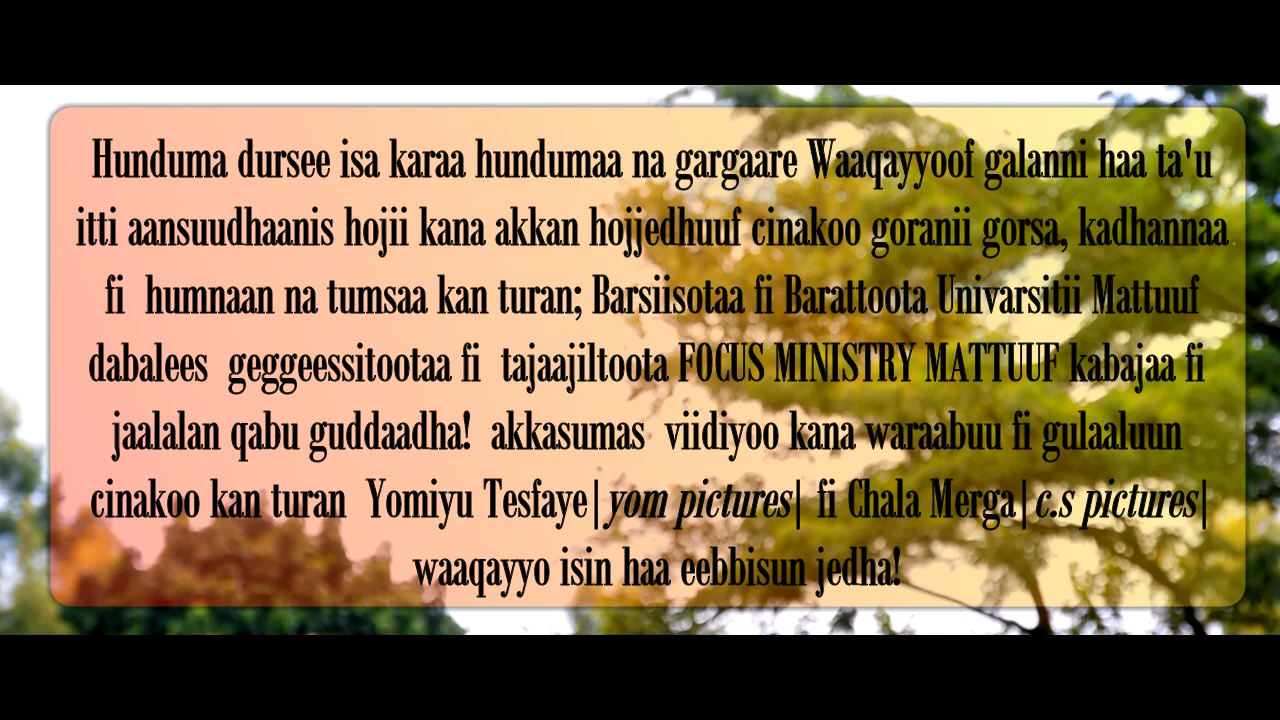 Hunduma dursee isa karaa hundumaa na gargaare Waaqayyoof galanni haa ta'u
itti aansuudhaanis hojii kana akkan hojjedhuuf cinakoo goranii gorsa, kadhannaa
fi humnaan na tumsaa kan turan; Barsiisotaa fi Barattoota Univarsitii Mattuuf
dabalees geggeessitootaa fi tajaajiltoota FOCUS MINISTRY MATTUUF kabajaa fi
jaalalan qabu guddaadha! akkasumas viidiyoo kana waraabuu fi gulaaluun
cinakoo kan turan Yomiyu Tesfaye|yom pictures| fi Chala Merga|c.s pictures|
waaqayyo isin haa eebbisun jedha!